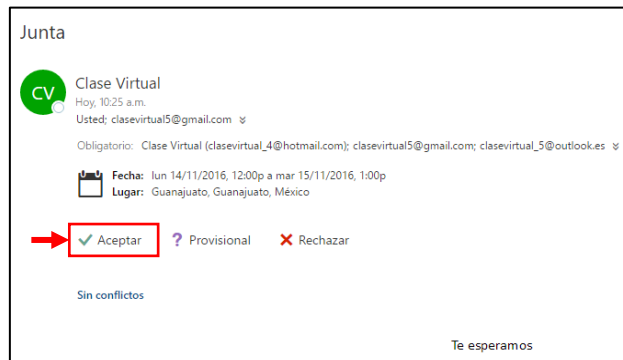 Junta
CV
Clase Virtual
Hoy, 10:25 a.m.
Usted; clasevirtual5@gmail.com
Obligatorio: Clase Virtual (clasevirtual_4@hotmail.com); clasevirtual5@gmail.com; clasevirtual_5@outlook.es
Fecha: lun 14/11/2016, 12:00p a mar 15/11/2016, 1:00p
Lugar: Guanajuato, Guanajuato, México
Aceptar ? Provisional Rechazar
Sin conflictos
Te esperamos